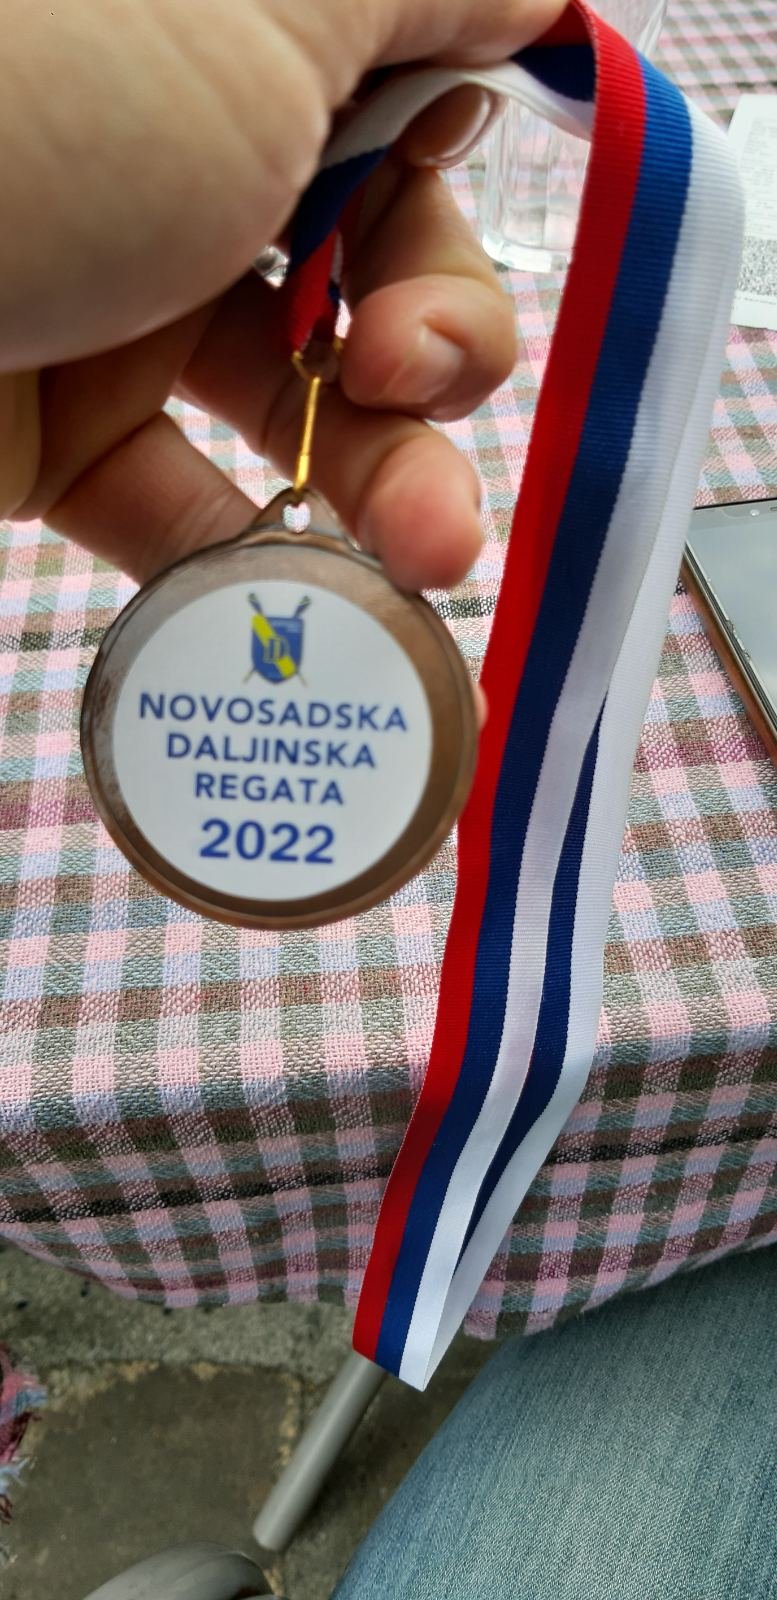 D
NOVOSADSKA
DALJINSKA
REGATA
2022